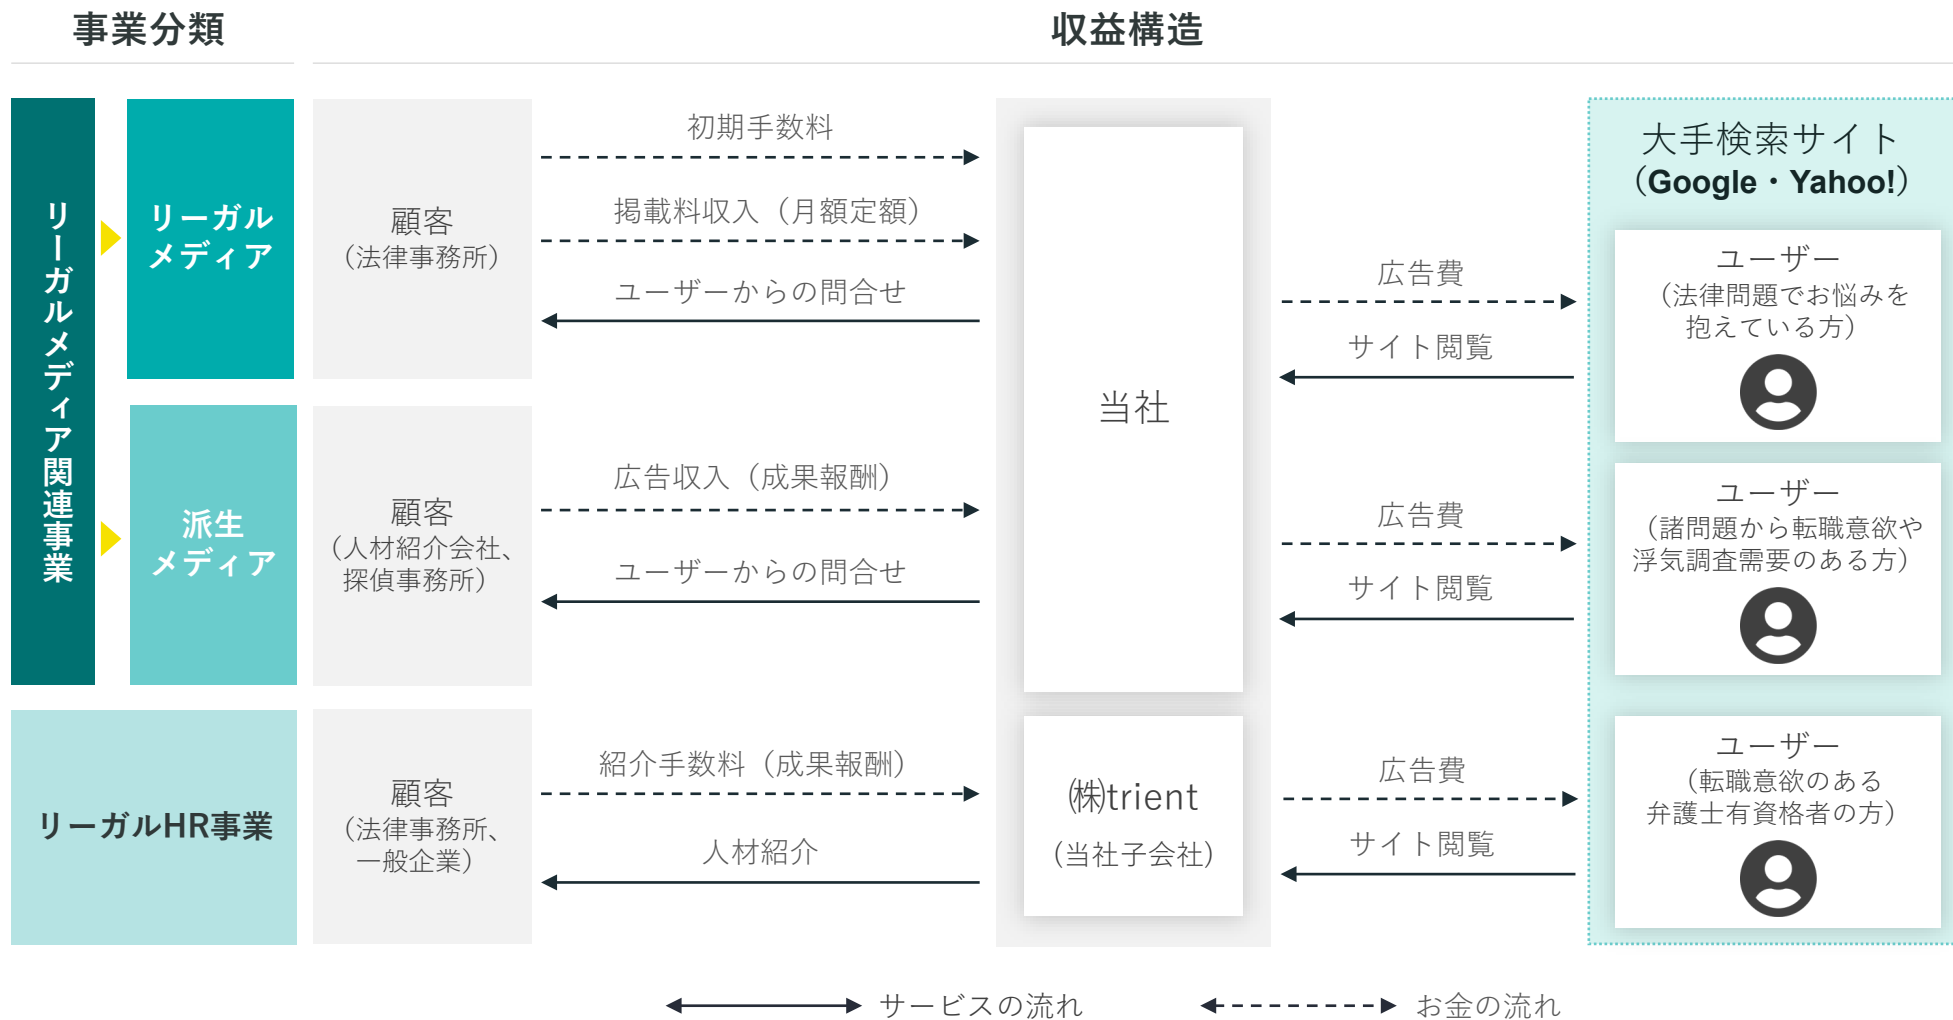 事業分類
収益構造
リーガルメディア関連事業
リーガル
メディア
顧客
（法律事務所）
初期手数料
掲載料収入（月額定額）
ユーザーからの問合せ
派生
メディア
顧客
（人材紹介会社、
探偵事務所）
広告収入（成果報酬）
ユーザーからの問合せ
リーガルHR事業
顧客
（法律事務所、
一般企業）
紹介手数料（成果報酬）
人材紹介
当社
㈱trient
（当社子会社）
広告費
サイト閲覧
広告費
サイト閲覧
広告費
サイト閲覧
大手検索サイト
（Google・Yahoo!）
ユーザー
（法律問題でお悩みを
抱えている方）
ユーザー
（諸問題から転職意欲や
浮気調査需要のある方）
ユーザー
（転職意欲のある
弁護士有資格者の方）
サービスの流れ
お金の流れ